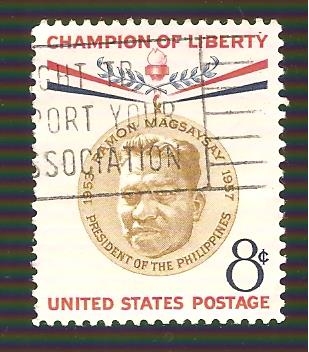 CHAMPION OF LIBERTY
GHT TB
PORT YOUR
SSOCIATION
RAMON MAGSAYSAY
1953 1957
PRESIDENT OF THE PHILIPPINES
8¢
UNITED STATES POSTAGE